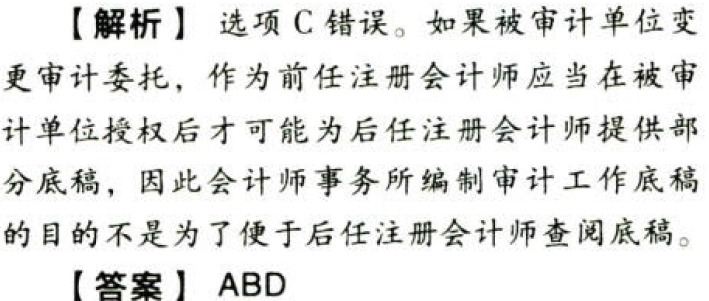 【解析】 选项 C 错误。如果被审计单位变
更审计委托，作为前任注册会计师应当在被审
计单位授权后才可能为后任注册会计师提供部
分底稿，因此会计师事务所编制审计工作底稿
的目的不是为了便于后任注册会计师查阅底稿。
【答案】 ABD